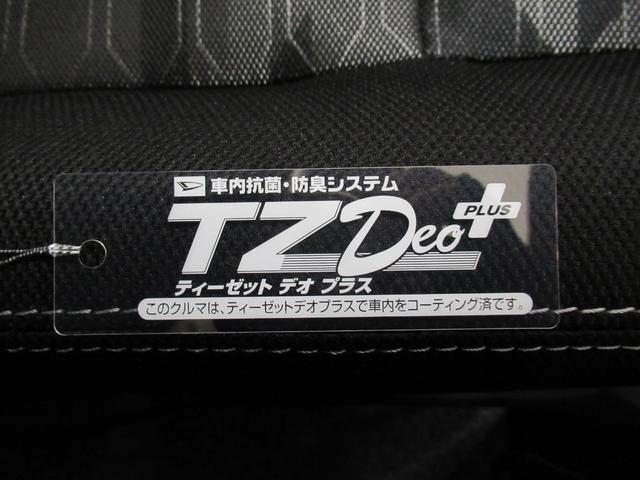 車内抗菌・防臭システム
TZ Deo PLUS
ティーゼット デオ プラス
このクルマは、ティーゼットデオプラスで車内をコーティング済です。